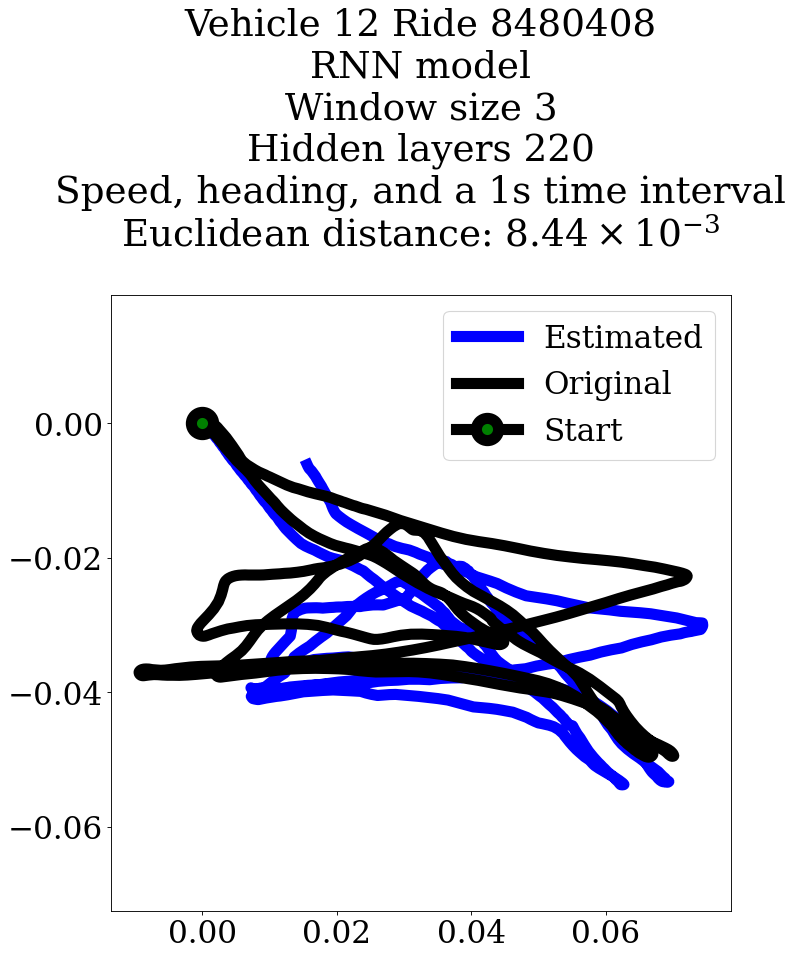 Vehicle 12 Ride 8480408
RNN model
Window size 3
Hidden layers 220
Speed, heading, and a 1s time interval
Euclidean distance: 8.44 × 10⁻³
Estimated
Original
Start
0.00
−0.02
−0.04
−0.06
0.00 0.02 0.04 0.06